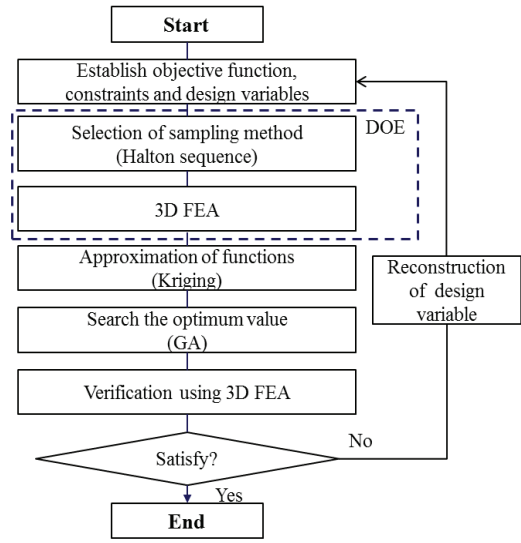 Start
Establish objective function,
constraints and design variables
Selection of sampling method
(Halton sequence)
DOE
3D FEA
Approximation of functions
(Kriging)
Reconstruction
of design
variable
Search the optimum value
(GA)
Verification using 3D FEA
Satisfy?
No
Yes
End